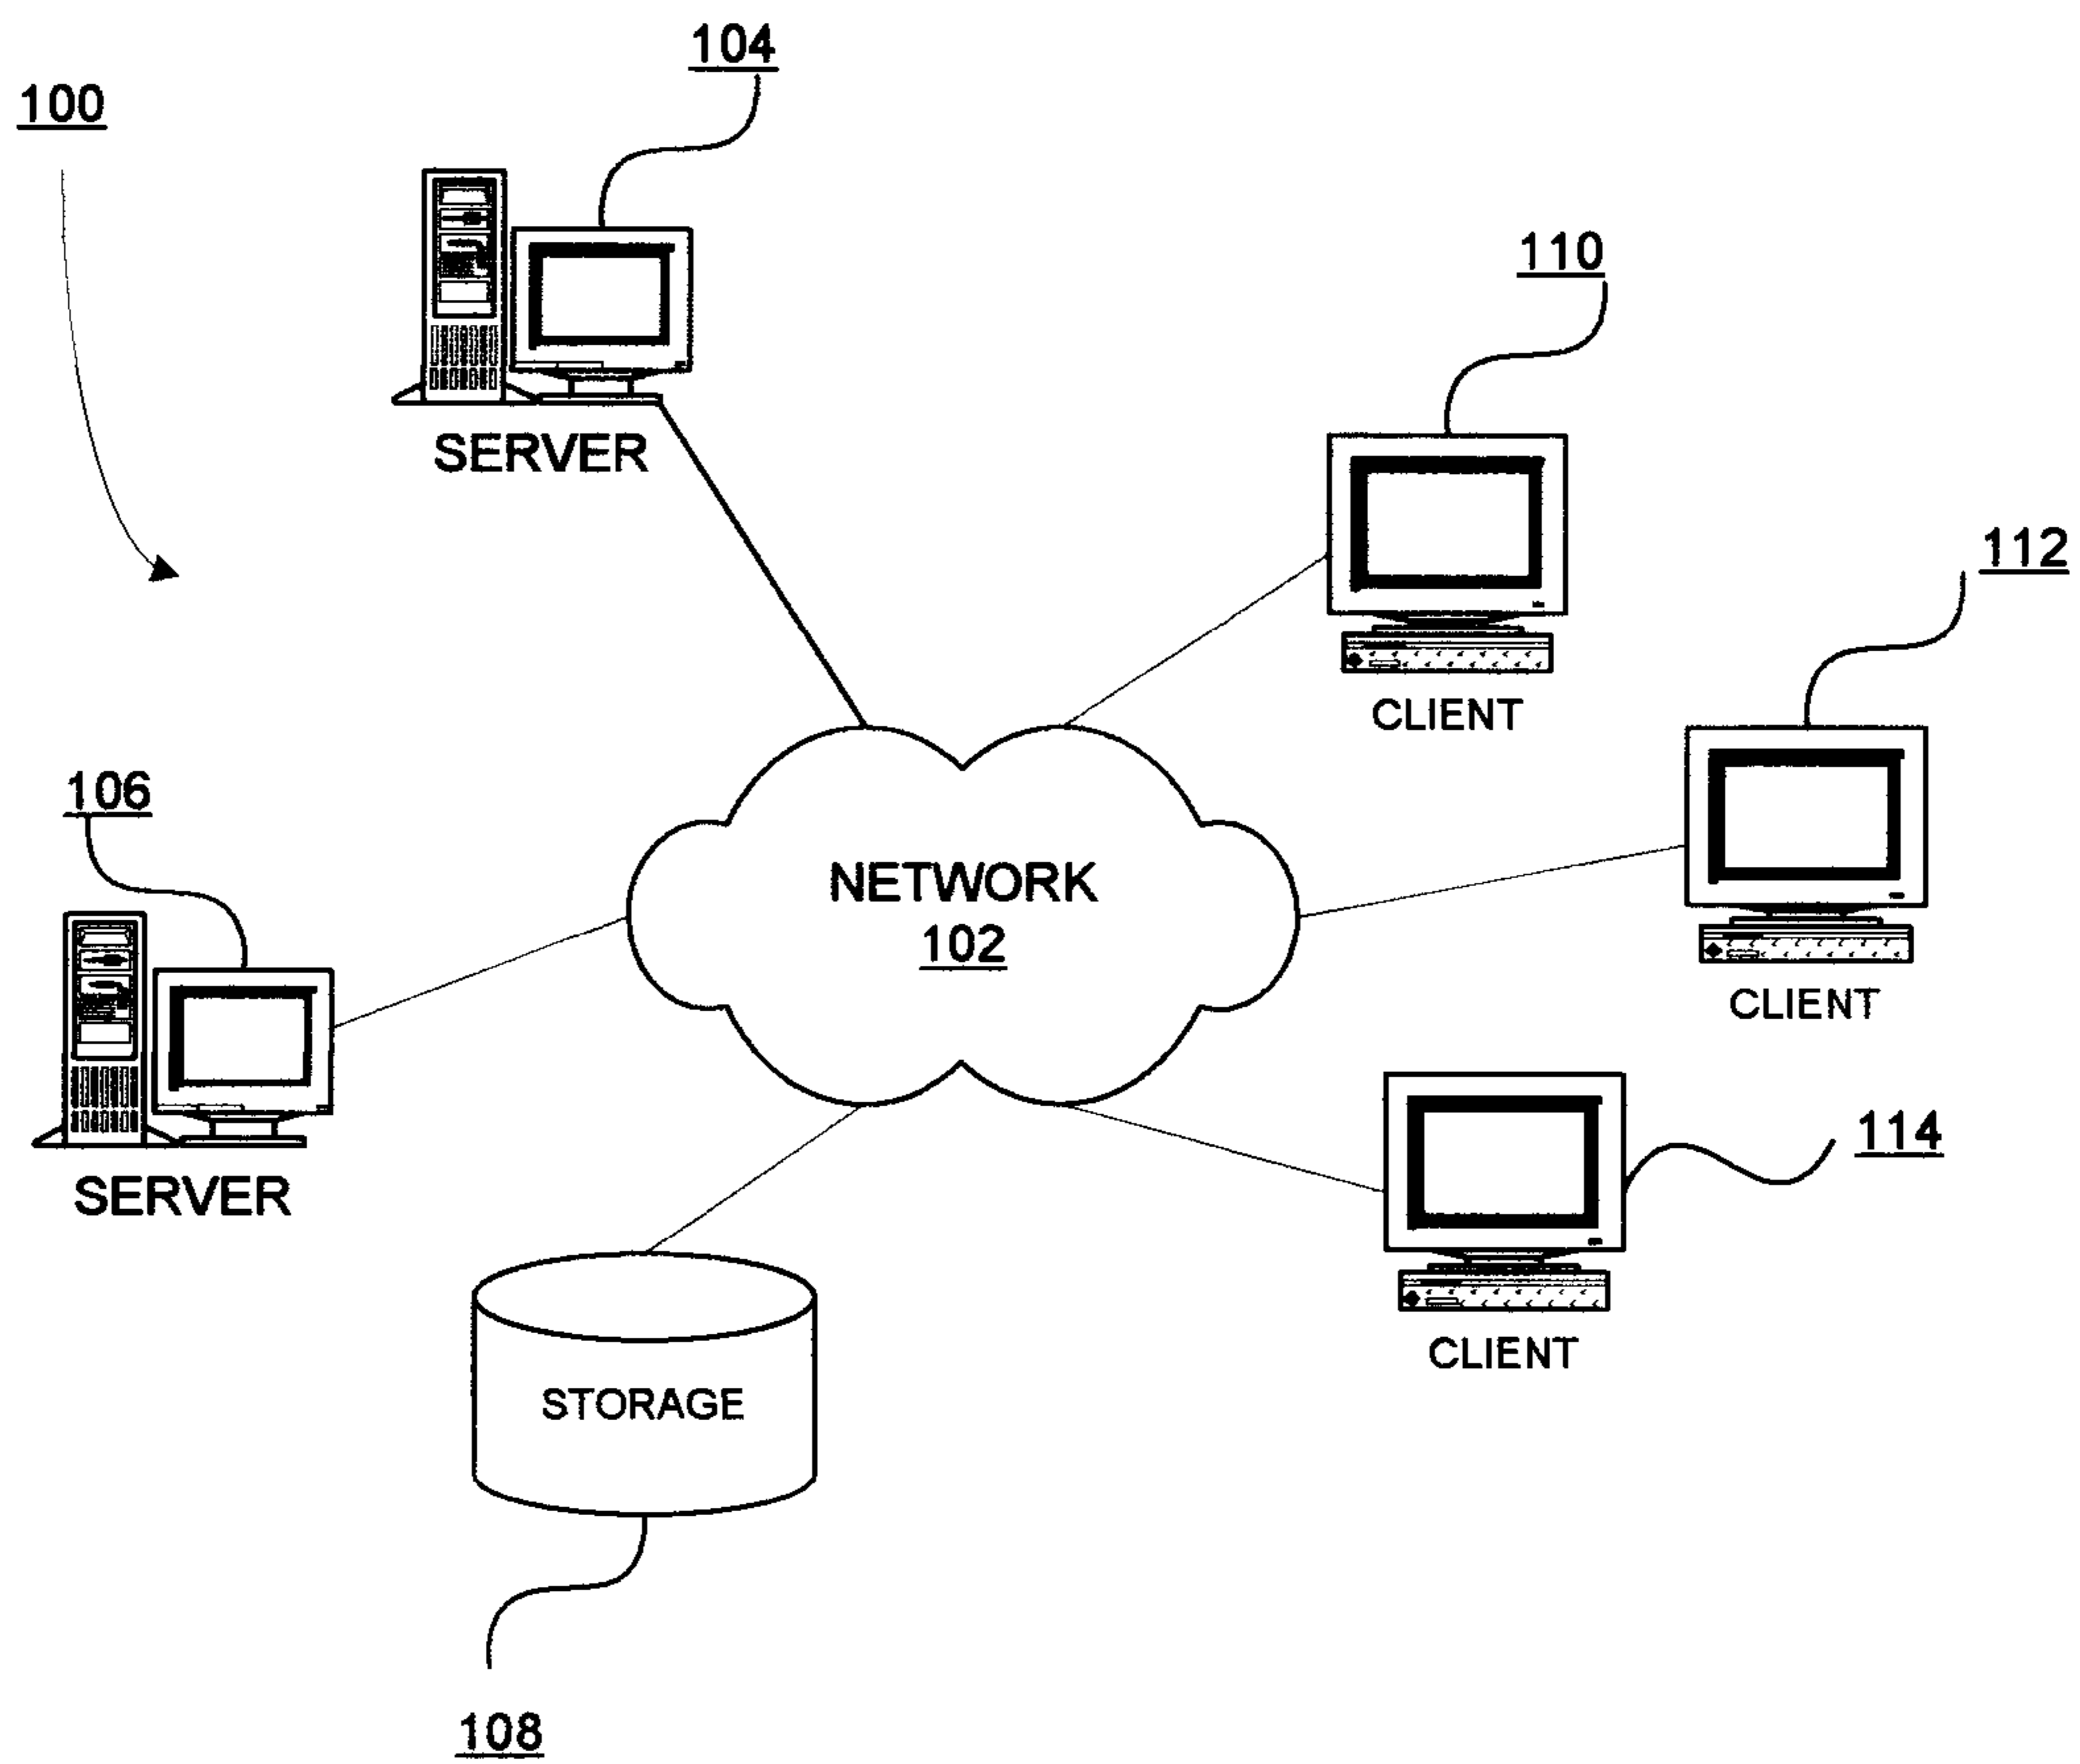 104
100
SERVER
110
CLIENT
112
CLIENT
106
SERVER
NETWORK
102
114
CLIENT
STORAGE
108